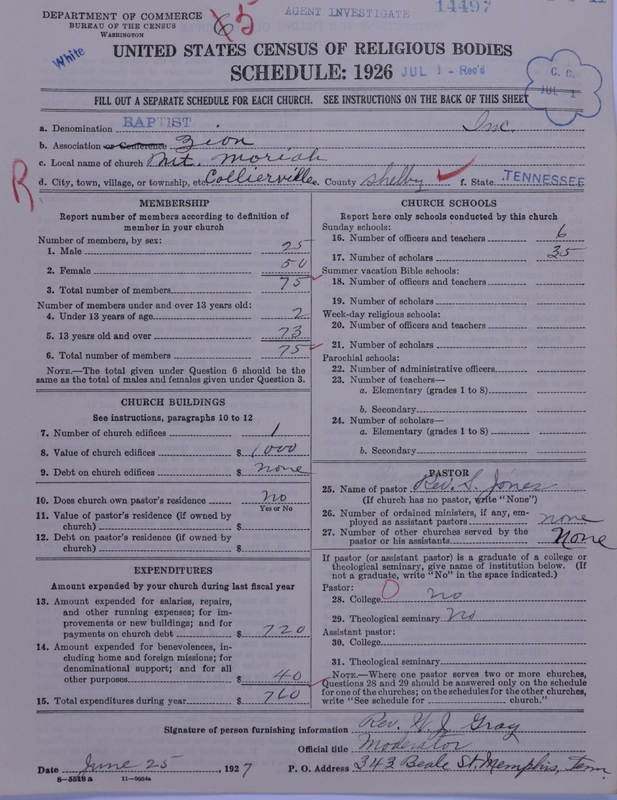 DEPARTMENT OF COMMERCE
BUREAU OF THE CENSUS
WASHINGTON
White
AGENT INVESTIGATE
14497
UNITED STATES CENSUS OF RELIGIOUS BODIES
SCHEDULE: 1926 JUL 1 - Rec'd
C. C.
JUL 1
FILL OUT A SEPARATE SCHEDULE FOR EACH CHURCH. SEE INSTRUCTIONS ON THE BACK OF THIS SHEET
a. Denomination BAPTIST Inc.
b. Association or Conference Zion
c. Local name of church Mt. Moriah
R
d. City, town, village, or township, etc. Collierville e. County Shelby f. State TENNESSEE
MEMBERSHIP
Report number of members according to definition of
member in your church
Number of members, by sex:
1. Male 25
2. Female 50
3. Total number of members 75
Number of members under and over 13 years old:
4. Under 13 years of age 2
5. 13 years old and over 73
6. Total number of members 75
NOTE.—The total given under Question 6 should be
same as the total of males and females given under Question 3.
CHURCH BUILDINGS
See instructions, paragraphs 10 to 12
7. Number of church edifices 1
8. Value of church edifices $ 1000
9. Debt on church edifices $ none
10. Does church own pastor's residence No
Yes or No
11. Value of pastor's residence (if owned by
church) $
12. Debt on pastor's residence (if owned by
church) $
EXPENDITURES
Amount expended by your church during last fiscal year
13. Amount expended for salaries, repairs,
and other running expenses; for im-
provements or new buildings; and for
payments on church debt $ 720
14. Amount expended for benevolences, in-
cluding home and foreign missions; for
denominational support; and for all
other purposes $ 40
15. Total expenditures during year $ 760
CHURCH SCHOOLS
Report here only schools conducted by this church
Sunday schools:
16. Number of officers and teachers 6
17. Number of scholars 35
Summer vacation Bible schools:
18. Number of officers and teachers
19. Number of scholars
Week-day religious schools:
20. Number of officers and teachers
21. Number of scholars
Parochial schools:
22. Number of administrative officers
23. Number of teachers—
a. Elementary (grades 1 to 8)
b. Secondary
24. Number of scholars—
a. Elementary (grades 1 to 8)
b. Secondary
PASTOR
25. Name of pastor Rev. S. Jones
(If church has no pastor, write "None")
26. Number of ordained ministers, if any, em-
ployed as assistant pastors none
27. Number of other churches served by the
pastor or his assistants None
If pastor (or assistant pastor) is a graduate of a college or
theological seminary, give name of institution below. (If
not a graduate, write "No" in the space indicated.)
Pastor:
28. College no
29. Theological seminary No
Assistant pastor:
30. College
31. Theological seminary
NOTE.—Where one pastor serves two or more churches,
Questions 28 and 29 should be answered only on the schedule
for one of the churches; on the schedules for the other churches,
write "See schedule for church."
Signature of person furnishing information Rev. W. J. Gray
Official title Moderator
Date June 25, 1927 P. O. Address 343 Beale St. Memphis, Tenn
8—5528a 11—9554a